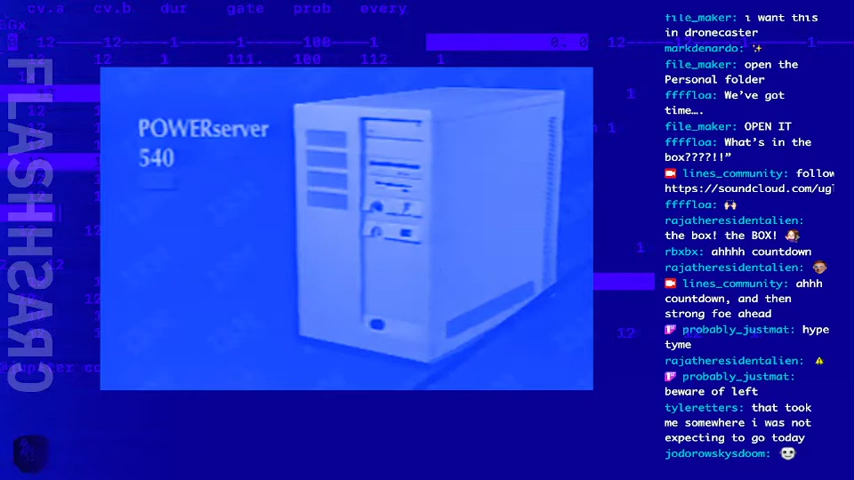 cv.a cv.b dur gate prob every
POWERserver
540
FLASHH
CRASH
file_maker: i want this
in dronecaster
markdenardo: ✨
file_maker: open the
Personal folder
ffffloa: We've got
time….
file_maker: OPEN IT
ffffloa: What's in the
box????!!"
lines_community: follow
https://soundcloud.com/ug
ffffloa: 🙌
rajatheresidentalien:
the box! the BOX!
rbxbx: ahhhh countdown
rajatheresidentalien:
lines_community: ahhh
countdown, and then
strong foe ahead
probably_justmat: hype
tyme
rajatheresidentalien: ⚠
probably_justmat:
beware of left
tyleretters: that took
me somewhere i was not
expecting to go today
jodorowskysdoom: